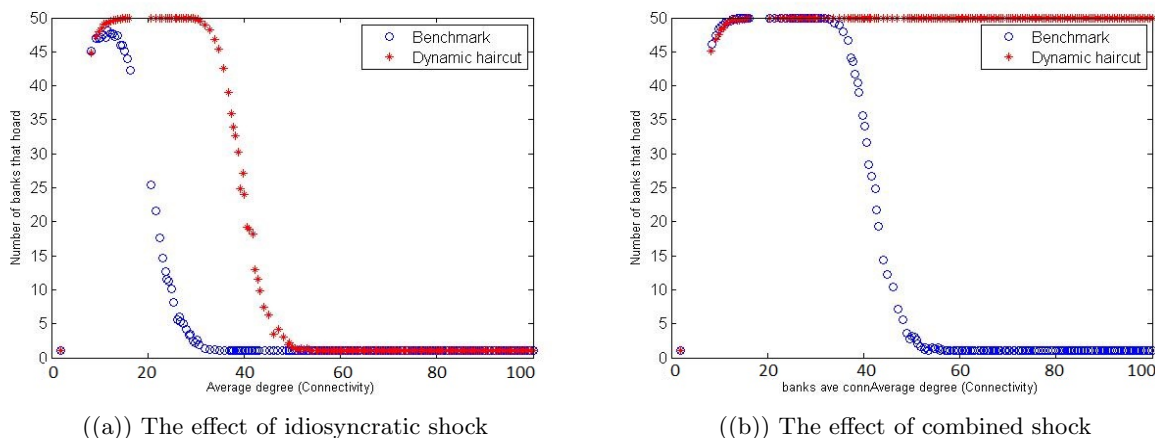 50
45
40
35
30
25
20
15
10
5
0
Number of banks that hoard
Benchmark
Dynamic haircut
0 20 40 60 80 100
Average degree (Connectivity)
((a)) The effect of idiosyncratic shock
50
45
40
35
30
25
20
15
10
5
0
Number of banks that hoard
Benchmark
Dynamic haircut
0 20 40 60 80 100
banks ave connAverage degree (Connectivity)
((b)) The effect of combined shock